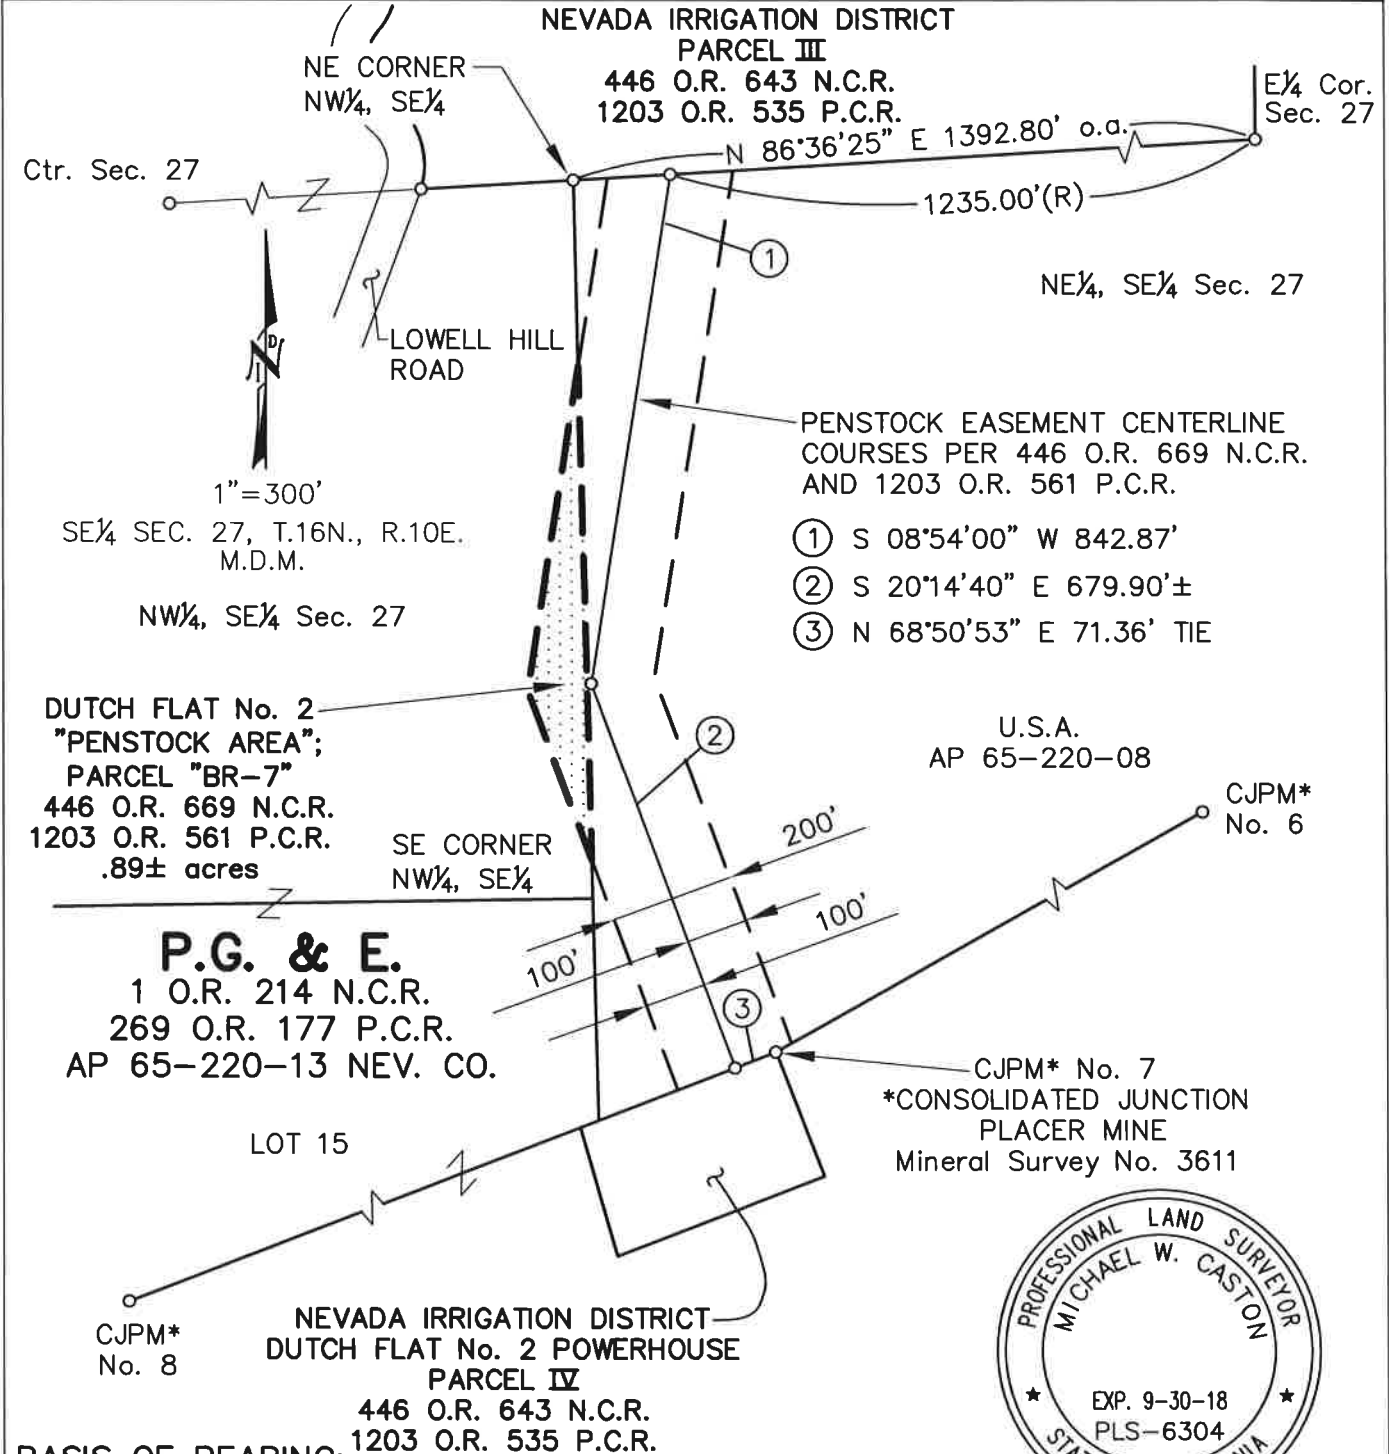 NEVADA IRRIGATION DISTRICT
PARCEL III
446 O.R. 643 N.C.R.
1203 O.R. 535 P.C.R.
NE CORNER
NW¼, SE¼
E¼ Cor.
Sec. 27
N 86°36'25" E 1392.80' o.a.
Ctr. Sec. 27
1235.00'(R)
1
NE¼, SE¼ Sec. 27
LOWELL HILL
ROAD
N
I
D
1"=300'
SE¼ SEC. 27, T.16N., R.10E.
M.D.M.
NW¼, SE¼ Sec. 27
PENSTOCK EASEMENT CENTERLINE
COURSES PER 446 O.R. 669 N.C.R.
AND 1203 O.R. 561 P.C.R.
1 S 08°54'00" W 842.87'
2 S 20°14'40" E 679.90'±
3 N 68°50'53" E 71.36' TIE
DUTCH FLAT No. 2
"PENSTOCK AREA";
PARCEL "BR-7"
446 O.R. 669 N.C.R.
1203 O.R. 561 P.C.R.
.89± acres
2
U.S.A.
AP 65-220-08
CJPM*
No. 6
SE CORNER
NW¼, SE¼
200'
100'
100'
P.G. & E.
1 O.R. 214 N.C.R.
269 O.R. 177 P.C.R.
AP 65-220-13 NEV. CO.
3
CJPM* No. 7
*CONSOLIDATED JUNCTION
PLACER MINE
Mineral Survey No. 3611
LOT 15
CJPM*
No. 8
NEVADA IRRIGATION DISTRICT
DUTCH FLAT No. 2 POWERHOUSE
PARCEL IV
446 O.R. 643 N.C.R.
1203 O.R. 535 P.C.R.
PROFESSIONAL LAND SURVEYOR
MICHAEL W. CASTON
EXP. 9-30-18
PLS-6304
BASIS OF BEARING: